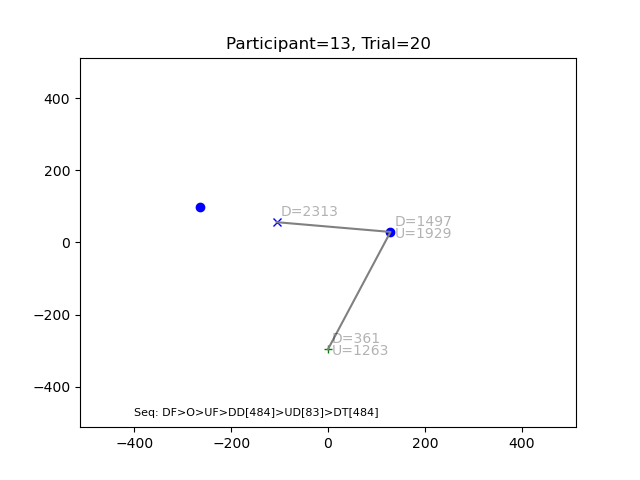 Participant=13, Trial=20
400
200
0
−200
−400
D=2313
D=1497
U=1929
D=361
U=1263
Seq: DF>O>UF>DD[484]>UD[83]>DT[484]
−400
−200
0
200
400